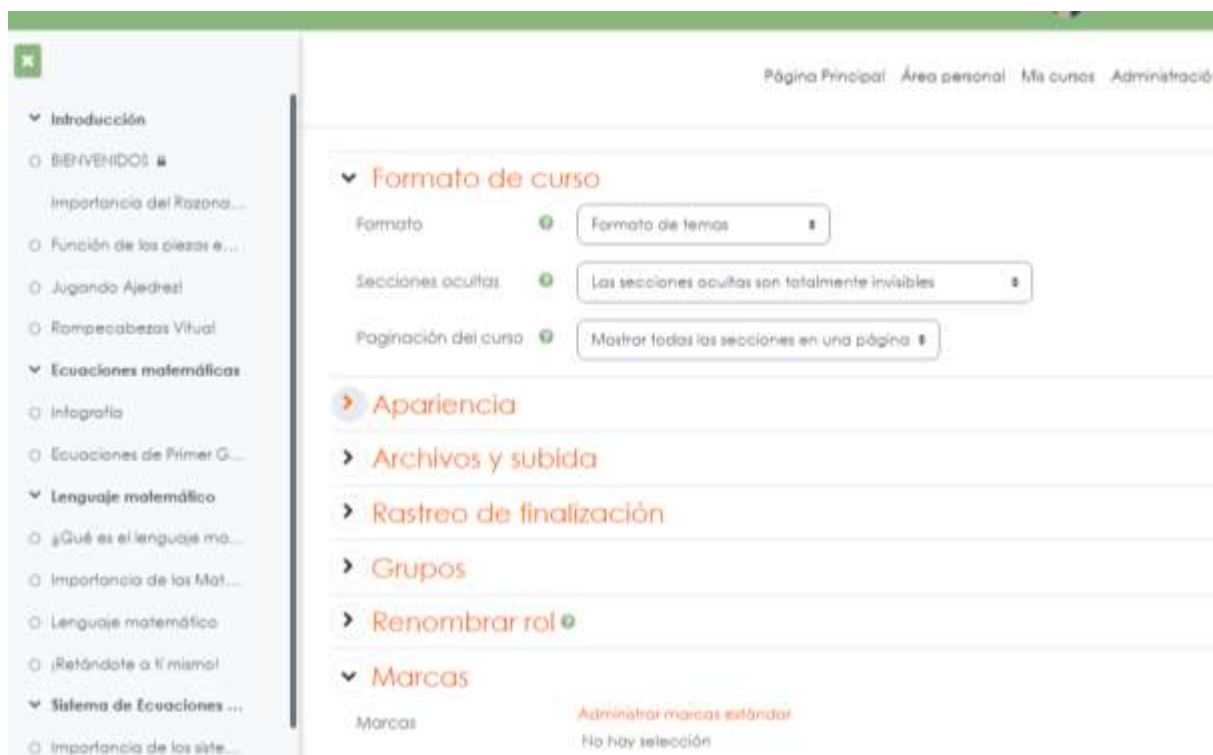 Página Principal Área personal Mis cursos Administració
Introducción
BIENVENIDOS
Importancia del Razona...
Función de las piezas e...
Jugando Ajedrez!
Rompecabezas Vitual
Ecuaciones matemáticas
Infografía
Ecuaciones de Primer G...
Lenguaje matemático
¿Qué es el lenguaje ma...
Importancia de las Mat...
Lenguaje matemático
¡Retándote a tí mismo!
Sistema de Ecuaciones ...
Importancia de los siste...
Formato de curso
Formato Formato de temas
Secciones ocultas Las secciones ocultas son totalmente invisibles
Paginación del curso Mostrar todas las secciones en una página
Apariencia
Archivos y subida
Rastreo de finalización
Grupos
Renombrar rol
Marcas
Marcas Administrar marcas estándar
No hay selección